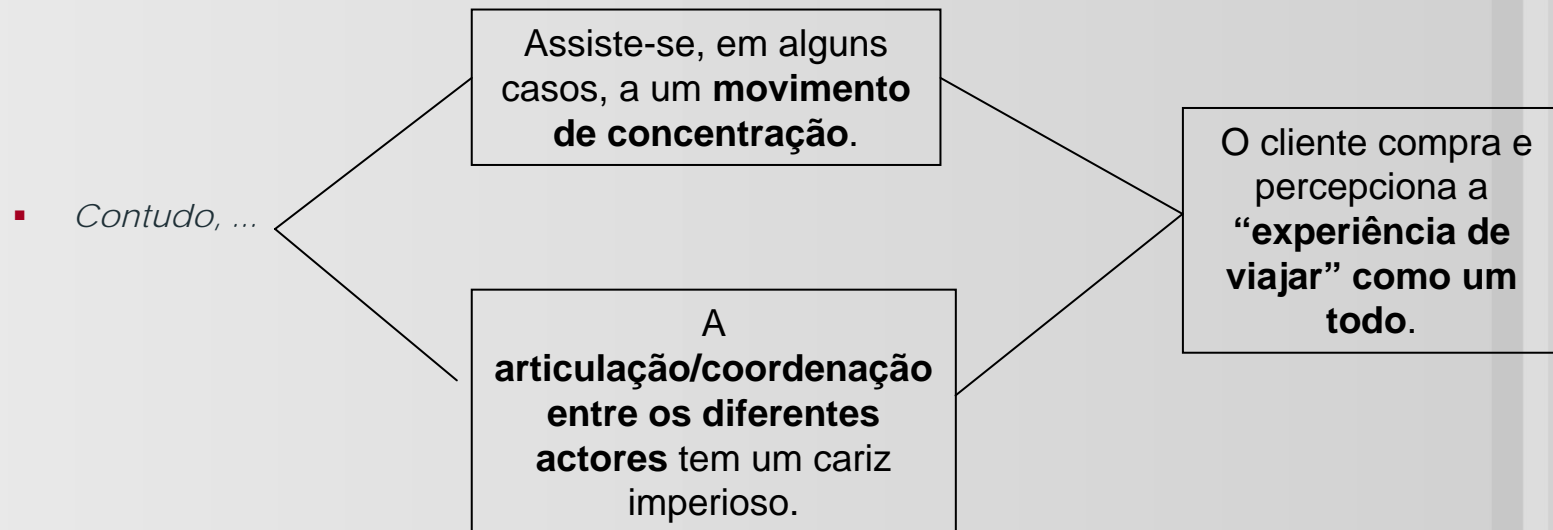 Assiste-se, em alguns
casos, a um movimento
de concentração.
▪ Contudo, ...
A
articulação/coordenação
entre os diferentes
actores tem um cariz
imperioso.
O cliente compra e
percepciona a
“experiência de
viajar” como um
todo.